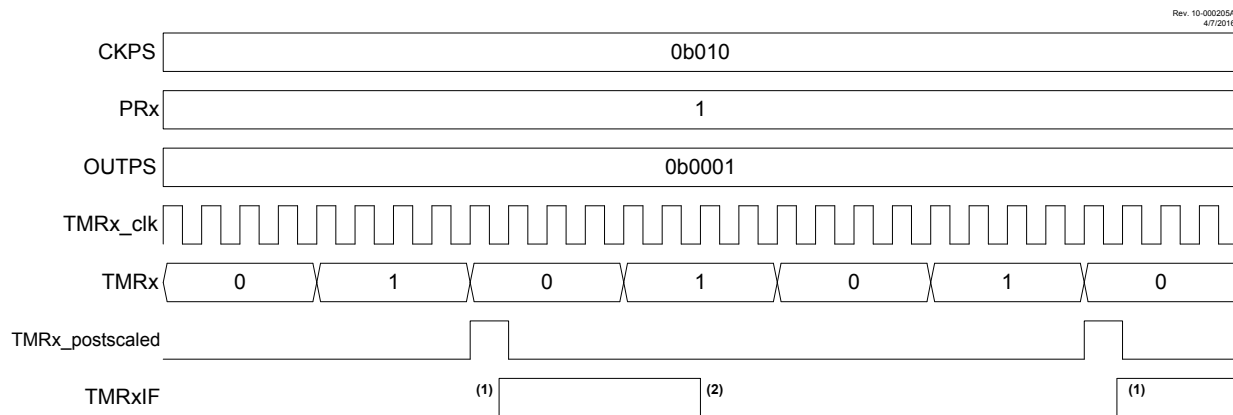 Rev. 10-000205A
4/7/2016
CKPS 0b010
PRx 1
OUTPS 0b0001
TMRx_clk
TMRx 0 1 0 1 0 1 0
TMRx_postscaled
TMRxIF (1) (2) (1)